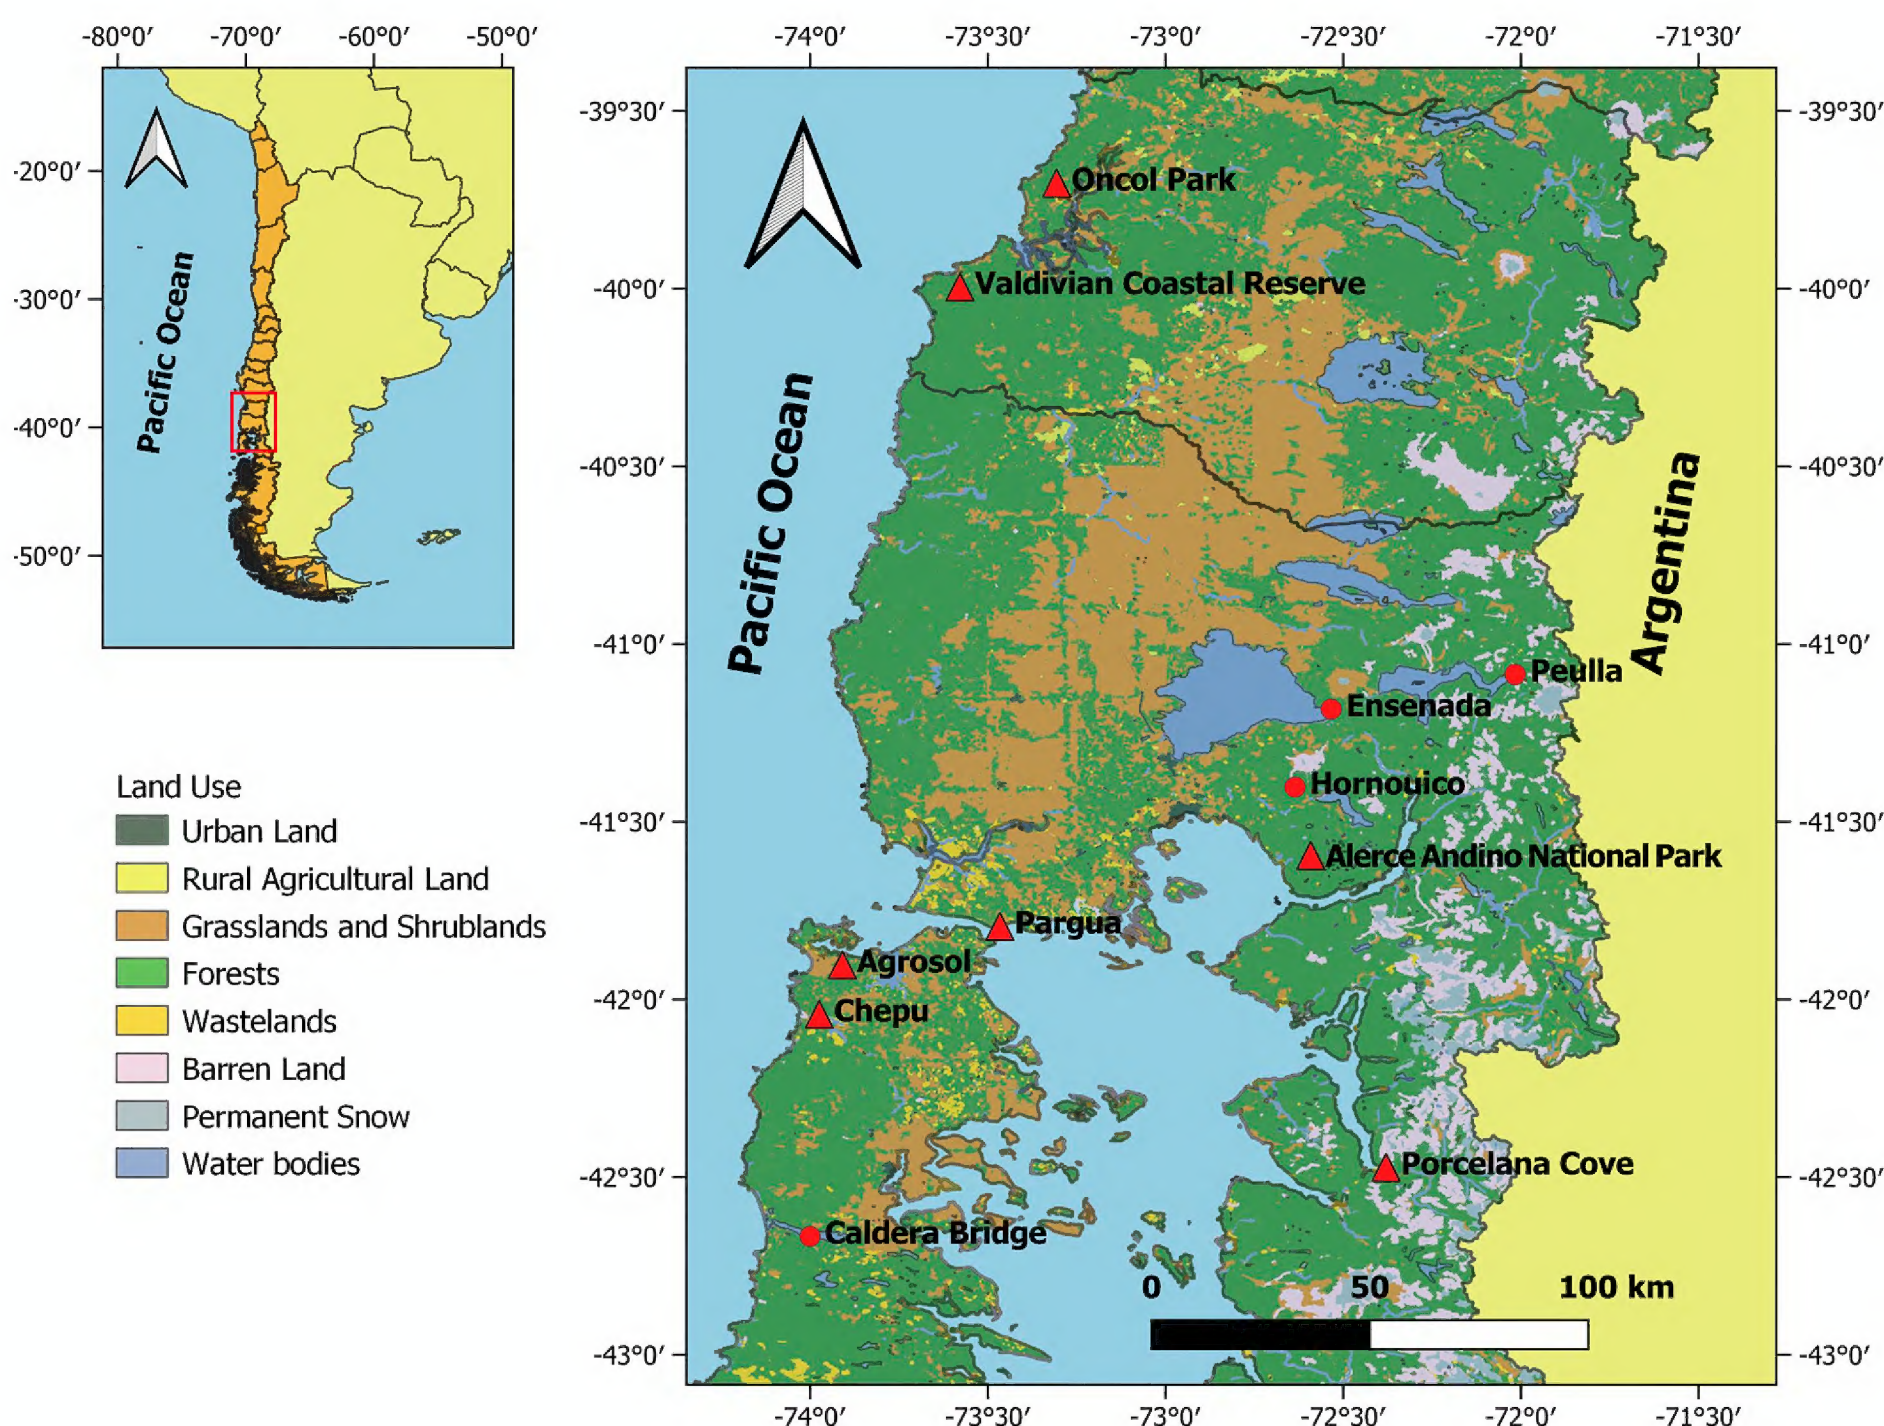 -80°0′ -70°0′ -60°0′ -50°0′
-20°0′
-30°0′
-40°0′
-50°0′
Pacific Ocean
Land Use
Urban Land
Rural Agricultural Land
Grasslands and Shrublands
Forests
Wastelands
Barren Land
Permanent Snow
Water bodies
-74°0′ -73°30′ -73°0′ -72°30′ -72°0′ -71°30′
-39°30′ -39°30′
Oncol Park
Valdivian Coastal Reserve
-40°0′ -40°0′
Pacific Ocean
-40°30′ -40°30′
Argentina
-41°0′ -41°0′
Peulla
Ensenada
Hornouico
-41°30′ -41°30′
Alerce Andino National Park
Pargua
Agrosol
-42°0′ -42°0′
Chepu
Porcelana Cove
-42°30′ -42°30′
Caldera Bridge
0 50 100 km
-43°0′ -43°0′
-74°0′ -73°30′ -73°0′ -72°30′ -72°0′ -71°30′